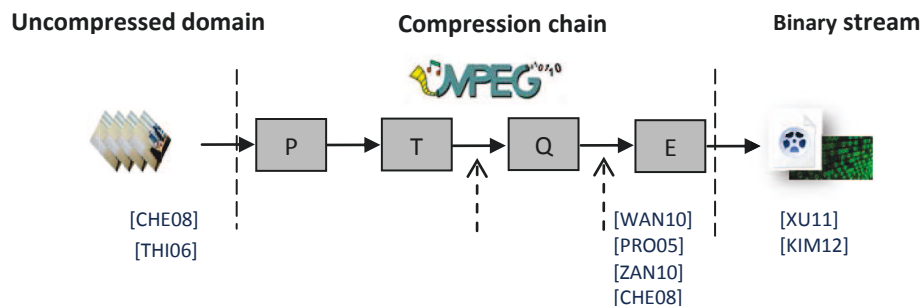 Uncompressed domain
Compression chain
Binary stream
MPEG
P
T
Q
E
[CHE08]
[THI06]
[WAN10]
[PRO05]
[ZAN10]
[CHE08]
[XU11]
[KIM12]